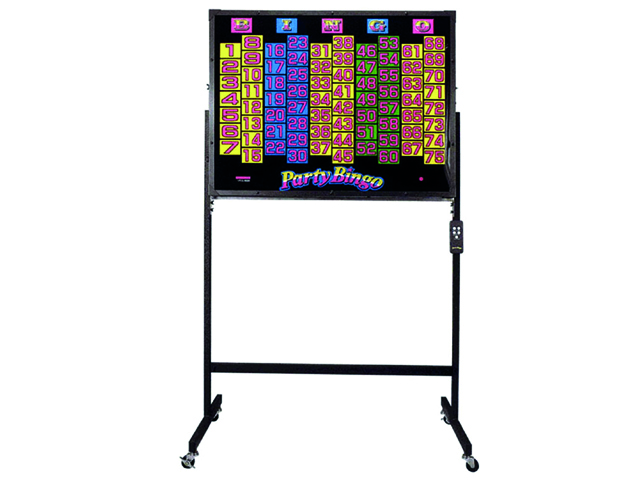 B I N G O
8 23 38 53 68
1 16 31 46 61
9 24 39 54 69
2 17 32 47 62
10 25 40 55 70
3 18 33 48 63
11 26 41 56 71
4 19 34 49 64
12 27 42 57 72
5 20 35 50 65
13 28 43 58 73
6 21 36 51 66
14 29 44 59 74
7 22 37 52 67
15 30 45 60 75
Party Bingo